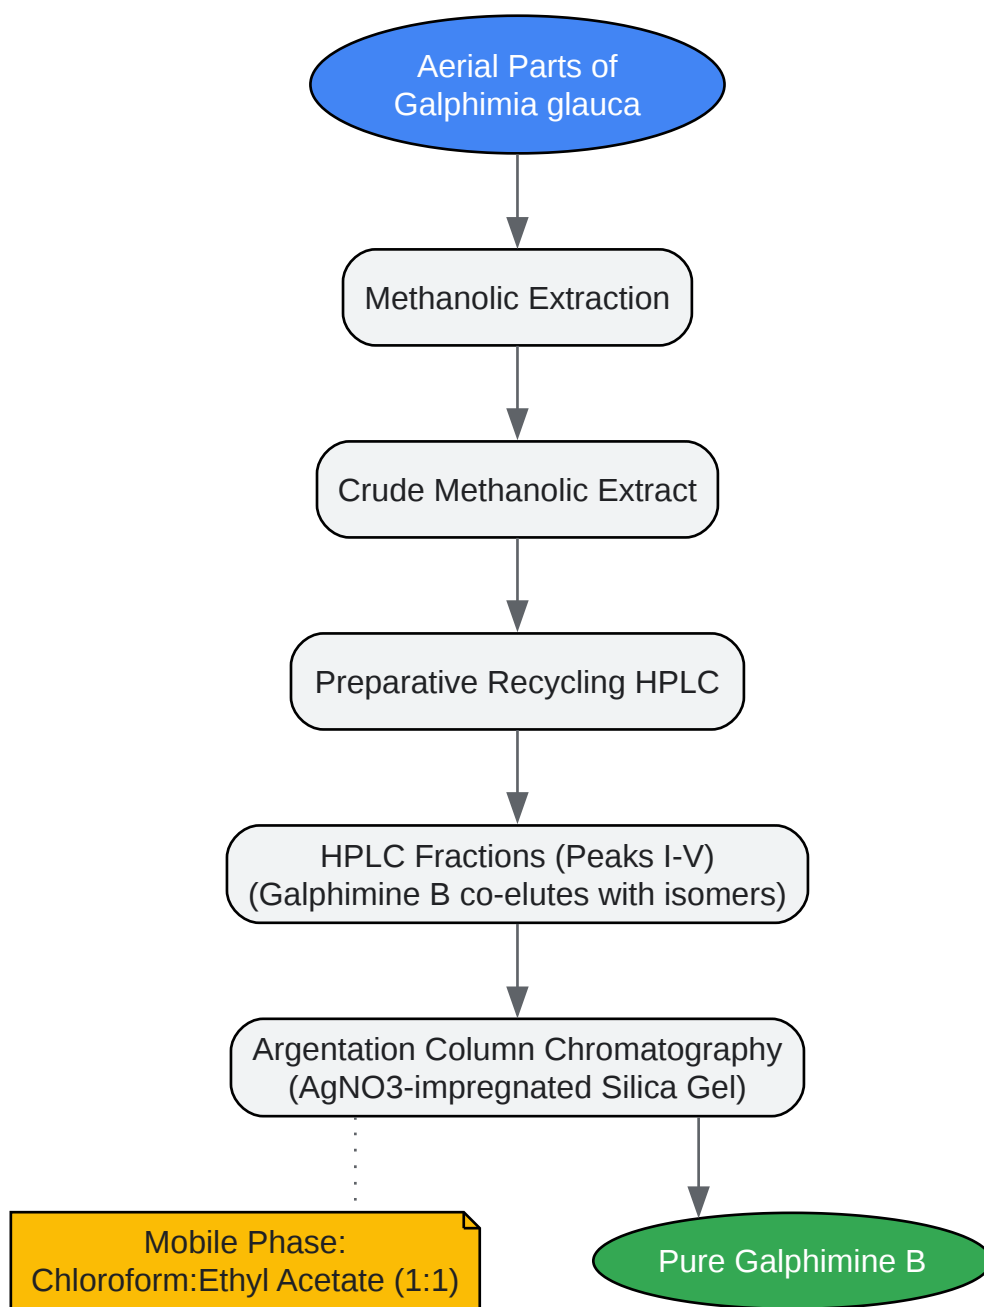 Aerial Parts of
Galphimia glauca
Methanolic Extraction
Crude Methanolic Extract
Preparative Recycling HPLC
HPLC Fractions (Peaks I-V)
(Galphimine B co-elutes with isomers)
Argentation Column Chromatography
(AgNO3-impregnated Silica Gel)
Mobile Phase:
Chloroform:Ethyl Acetate (1:1)
Pure Galphimine B